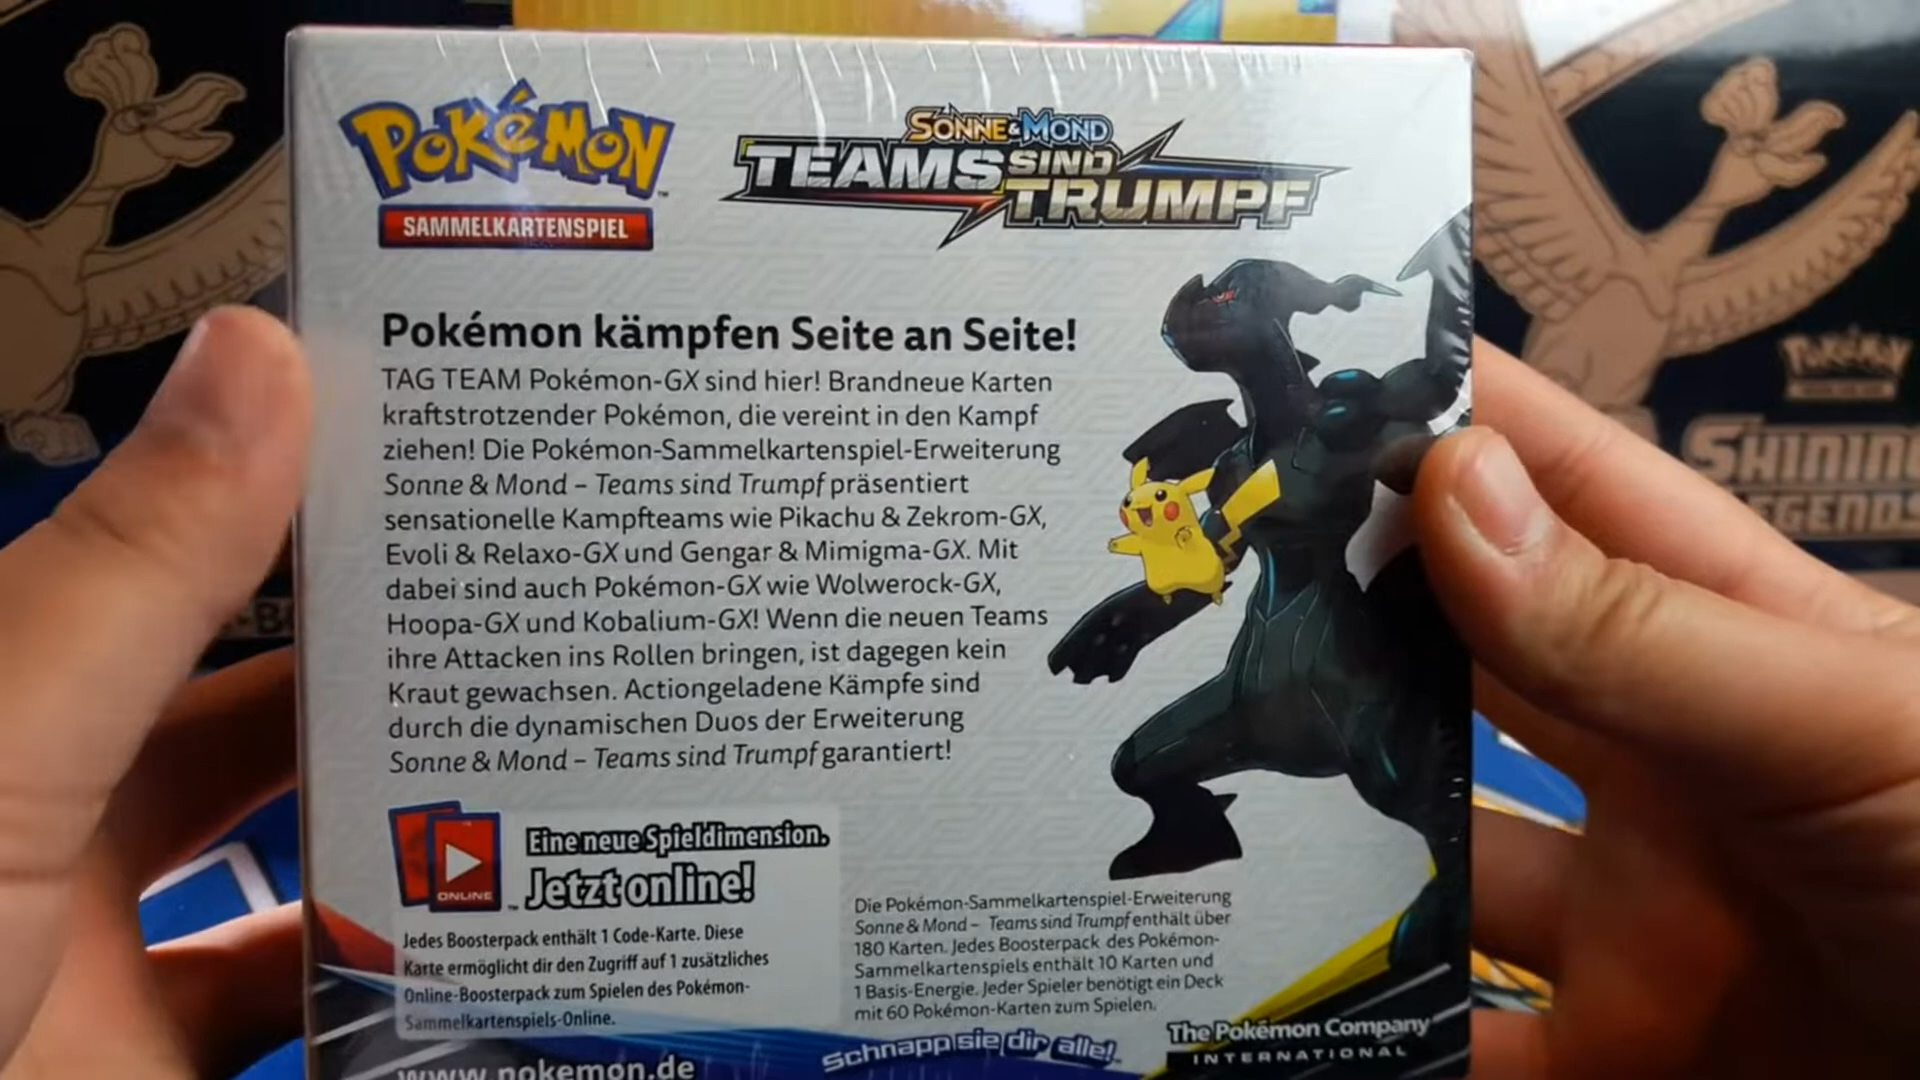 POKÉMON
SAMMELKARTENSPIEL
SONNE & MOND
TEAMS SIND
TRUMPF
Pokémon kämpfen Seite an Seite!
TAG TEAM Pokémon-GX sind hier! Brandneue Karten
kraftstrotzender Pokémon, die vereint in den Kampf
ziehen! Die Pokémon-Sammelkartenspiel-Erweiterung
Sonne & Mond – Teams sind Trumpf präsentiert
sensationelle Kampfteams wie Pikachu & Zekrom-GX,
Evoli & Relaxo-GX und Gengar & Mimigma-GX. Mit
dabei sind auch Pokémon-GX wie Wolwerock-GX,
Hoopa-GX und Kobalium-GX! Wenn die neuen Teams
ihre Attacken ins Rollen bringen, ist dagegen kein
Kraut gewachsen. Actiongeladene Kämpfe sind
durch die dynamischen Duos der Erweiterung
Sonne & Mond – Teams sind Trumpf garantiert!
ONLINE
Eine neue Spieldimension.
Jetzt online!
Jedes Boosterpack enthält 1 Code-Karte. Diese
Karte ermöglicht dir den Zugriff auf 1 zusätzliches
Online-Boosterpack zum Spielen des Pokémon-
Sammelkartenspiels-Online.
Die Pokémon-Sammelkartenspiel-Erweiterung
Sonne & Mond – Teams sind Trumpf enthält über
180 Karten. Jedes Boosterpack des Pokémon-
Sammelkartenspiels enthält 10 Karten und
1 Basis-Energie. Jeder Spieler benötigt ein Deck
mit 60 Pokémon-Karten zum Spielen.
www.pokemon.de
Schnapp sie dir alle!
The Pokémon Company
INTERNATIONAL
POKÉMON
SHINING
LEGENDS